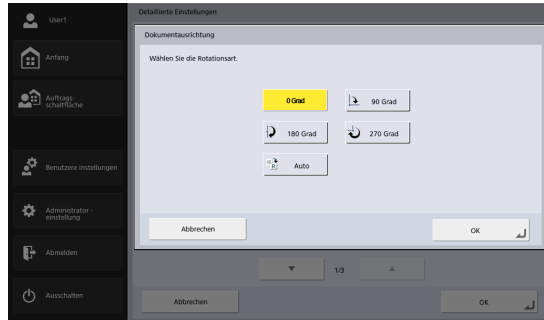 User1
Anfang
Auftrags-
schaltfläche
Benutzere instellungen
Administrator -
einstellung
Abmelden
Ausschalten
Detaillierte Einstellungen
Dokumentausrichtung
Wählen Sie die Rotationsart.
0 Grad
90 Grad
180 Grad
270 Grad
R
Auto
Abbrechen
OK
1/3
Abbrechen
OK